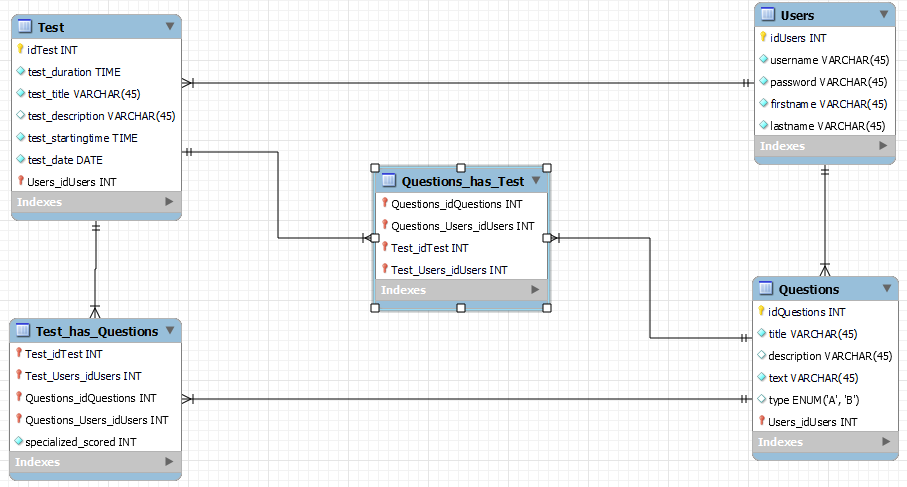 Test
idTest INT
test_duration TIME
test_title VARCHAR(45)
test_description VARCHAR(45)
test_startingtime TIME
test_date DATE
Users_idUsers INT
Indexes
Users
idUsers INT
username VARCHAR(45)
password VARCHAR(45)
firstname VARCHAR(45)
lastname VARCHAR(45)
Indexes
Questions_has_Test
Questions_idQuestions INT
Questions_Users_idUsers INT
Test_idTest INT
Test_Users_idUsers INT
Indexes
Test_has_Questions
Test_idTest INT
Test_Users_idUsers INT
Questions_idQuestions INT
Questions_Users_idUsers INT
specialized_scored INT
Indexes
Questions
idQuestions INT
title VARCHAR(45)
description VARCHAR(45)
text VARCHAR(45)
type ENUM('A', 'B')
Users_idUsers INT
Indexes